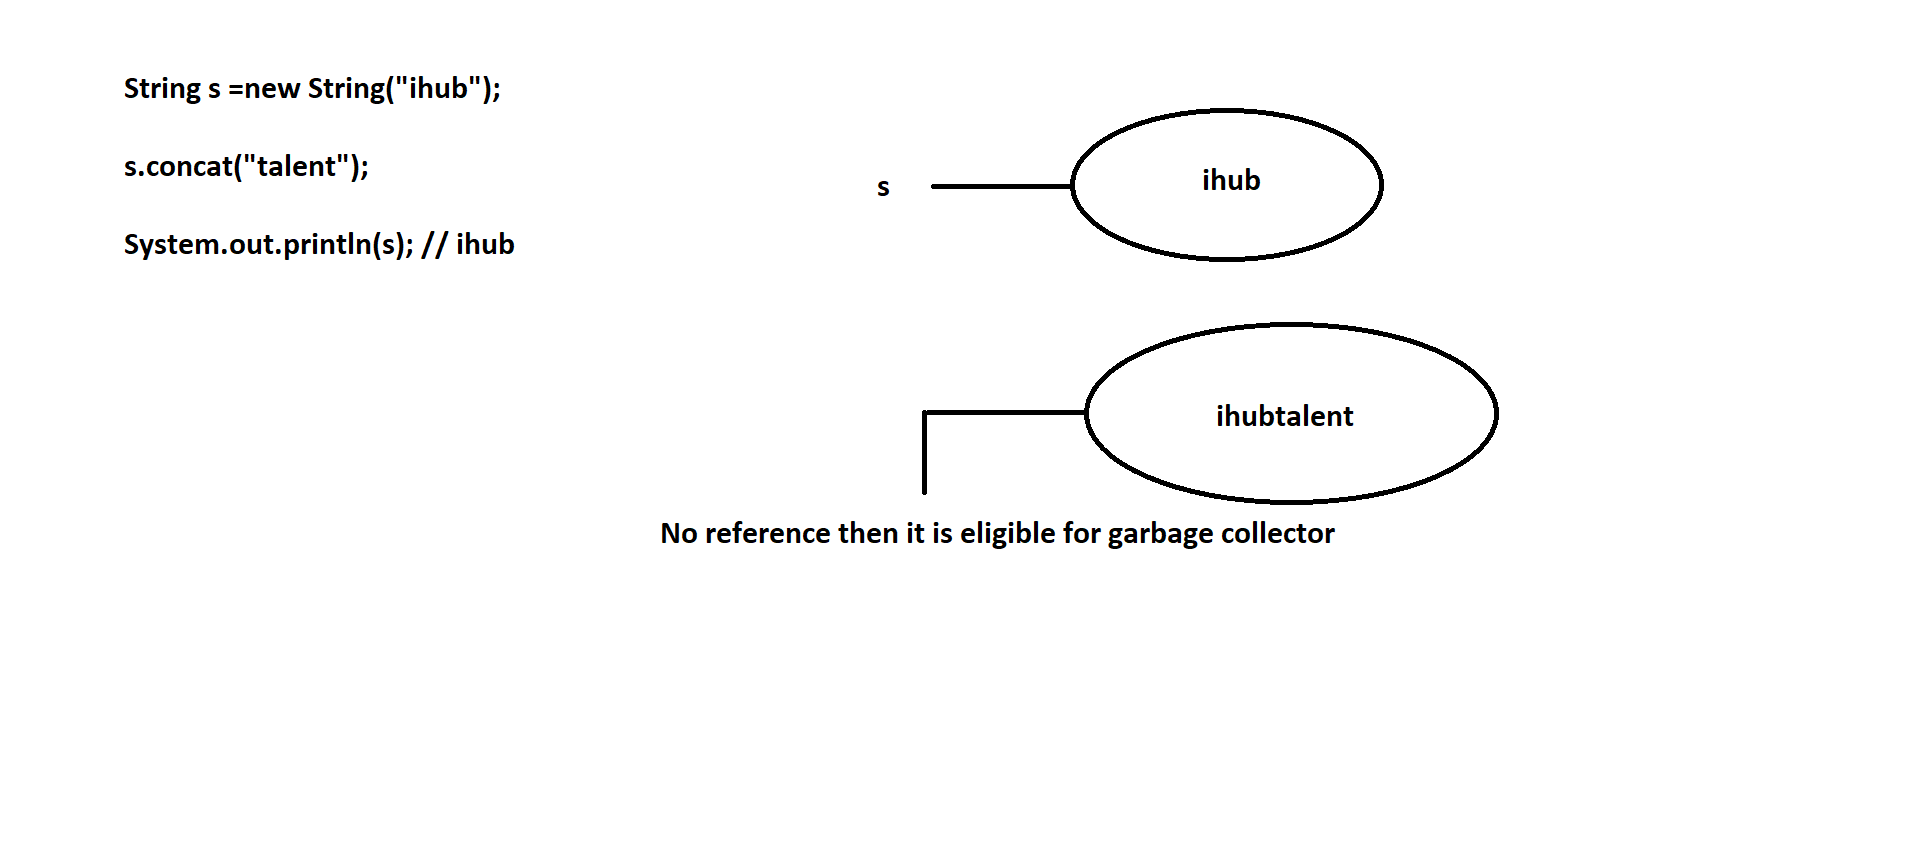 String s =new String("ihub");
s.concat("talent");
System.out.println(s); // ihub
s
ihub
ihubtalent
No reference then it is eligible for garbage collector